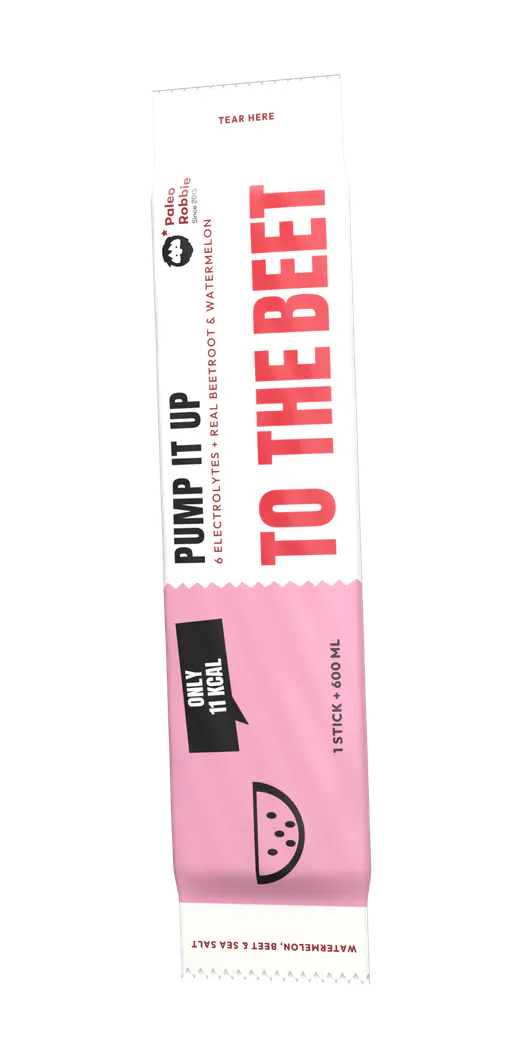 TEAR HERE
Paleo
Robbie
Since 2013
PUMP IT UP
6 ELECTROLYTES + REAL BEETROOT & WATERMELON
TO THE BEET
ONLY
11 KCAL
1 STICK + 600 ML
WATERMELON, BEET & SEA SALT